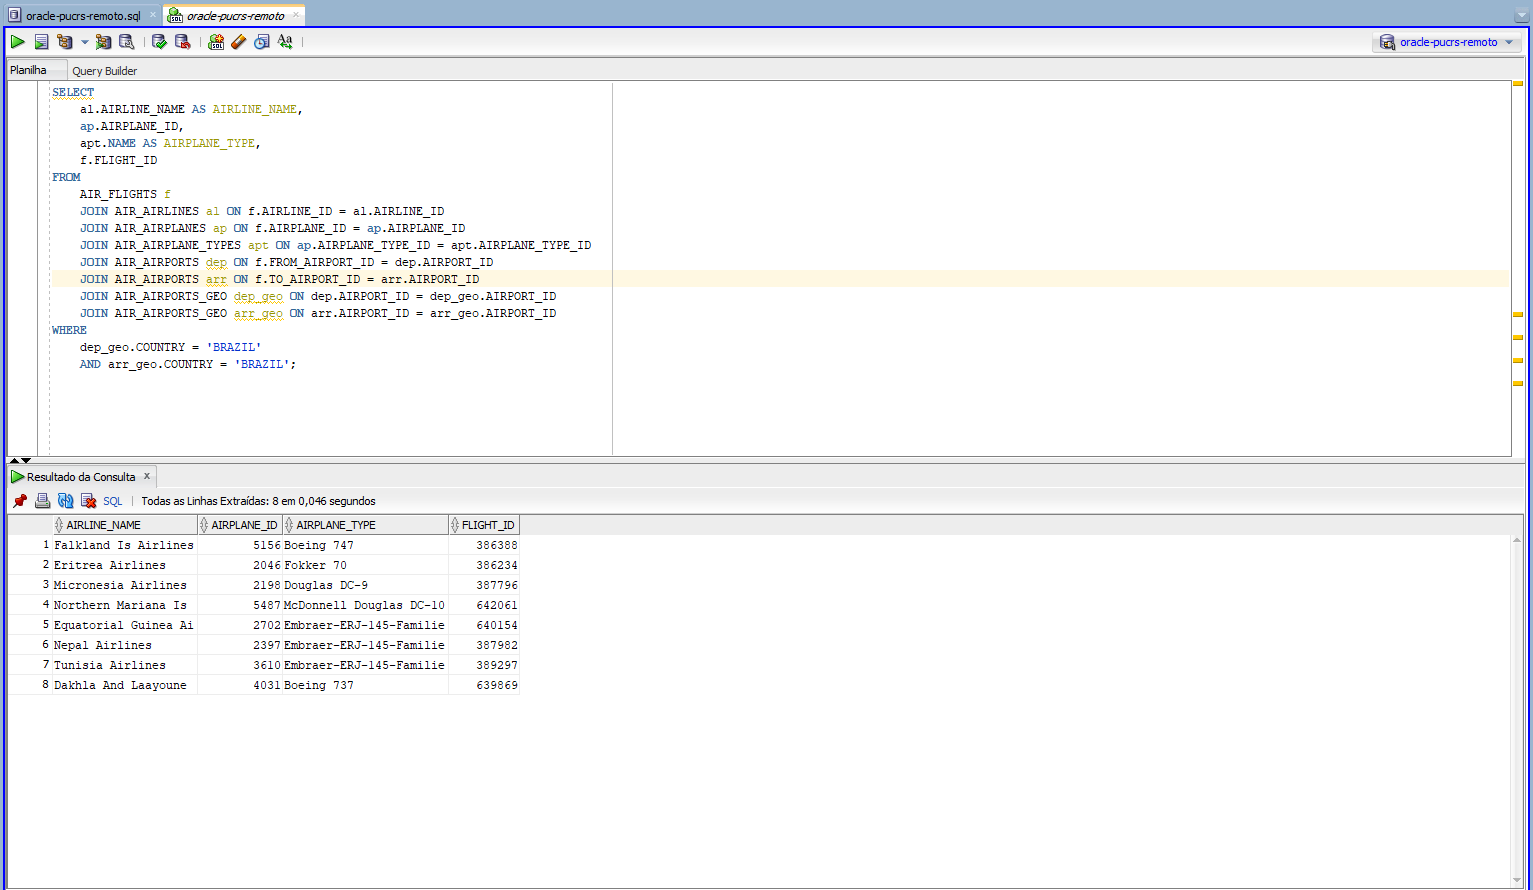 oracle-pucrs-remoto.sql oracle-pucrs-remoto
oracle-pucrs-remoto
Planilha Query Builder
SELECT
al.AIRLINE_NAME AS AIRLINE_NAME,
ap.AIRPLANE_ID,
apt.NAME AS AIRPLANE_TYPE,
f.FLIGHT_ID
FROM
AIR_FLIGHTS f
JOIN AIR_AIRLINES al ON f.AIRLINE_ID = al.AIRLINE_ID
JOIN AIR_AIRPLANES ap ON f.AIRPLANE_ID = ap.AIRPLANE_ID
JOIN AIR_AIRPLANE_TYPES apt ON ap.AIRPLANE_TYPE_ID = apt.AIRPLANE_TYPE_ID
JOIN AIR_AIRPORTS dep ON f.FROM_AIRPORT_ID = dep.AIRPORT_ID
JOIN AIR_AIRPORTS arr ON f.TO_AIRPORT_ID = arr.AIRPORT_ID
JOIN AIR_AIRPORTS_GEO dep_geo ON dep.AIRPORT_ID = dep_geo.AIRPORT_ID
JOIN AIR_AIRPORTS_GEO arr_geo ON arr.AIRPORT_ID = arr_geo.AIRPORT_ID
WHERE
dep_geo.COUNTRY = 'BRAZIL'
AND arr_geo.COUNTRY = 'BRAZIL';
Resultado da Consulta x
SQL | Todas as Linhas Extraídas: 8 em 0,046 segundos
AIRLINE_NAME AIRPLANE_ID AIRPLANE_TYPE FLIGHT_ID
1 Falkland Is Airlines 5156 Boeing 747 386388
2 Eritrea Airlines 2046 Fokker 70 386234
3 Micronesia Airlines 2198 Douglas DC-9 387796
4 Northern Mariana Is 5487 McDonnell Douglas DC-10 642061
5 Equatorial Guinea Ai 2702 Embraer-ERJ-145-Familie 640154
6 Nepal Airlines 2397 Embraer-ERJ-145-Familie 387982
7 Tunisia Airlines 3610 Embraer-ERJ-145-Familie 389297
8 Dakhla And Laayoune 4031 Boeing 737 639869